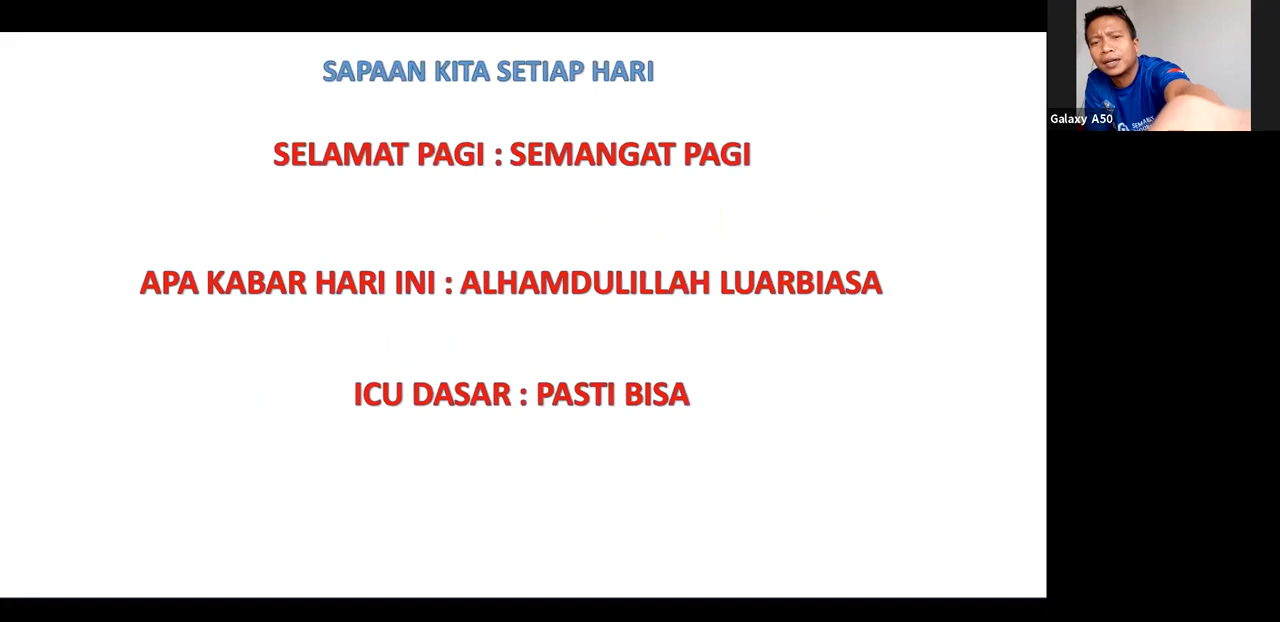 SAPAAN KITA SETIAP HARI
SELAMAT PAGI : SEMANGAT PAGI
APA KABAR HARI INI : ALHAMDULILLAH LUARBIASA
ICU DASAR : PASTI BISA
Galaxy A50